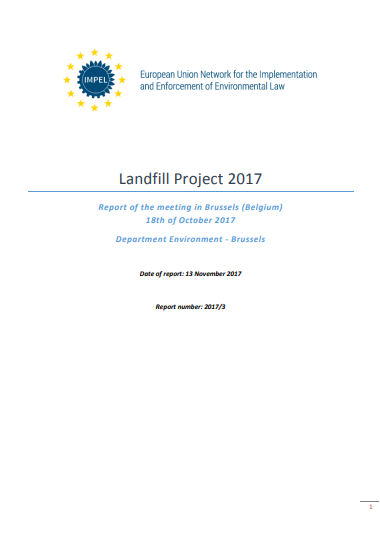 IMPEL
European Union Network for the Implementation
and Enforcement of Environmental Law
Landfill Project 2017
Report of the meeting in Brussels (Belgium)
18th of October 2017
Department Environment - Brussels
Date of report: 13 November 2017
Report number: 2017/3
1